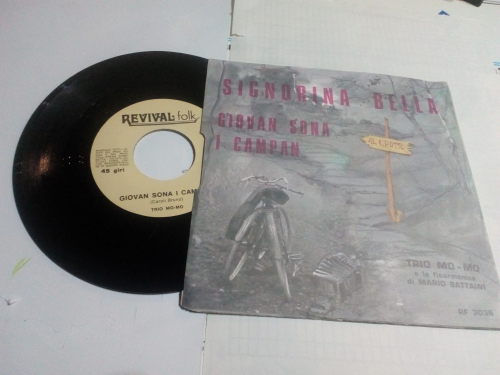 REVIVAL folk
45 giri
GIOVAN SONA I CAM
TRIO MO-MO
SIGNORINA BELLA
GIOVAN SONA
I CAMPAN
TRIO MO-MO
e la fisarmonica
di MARIO BATTAINI